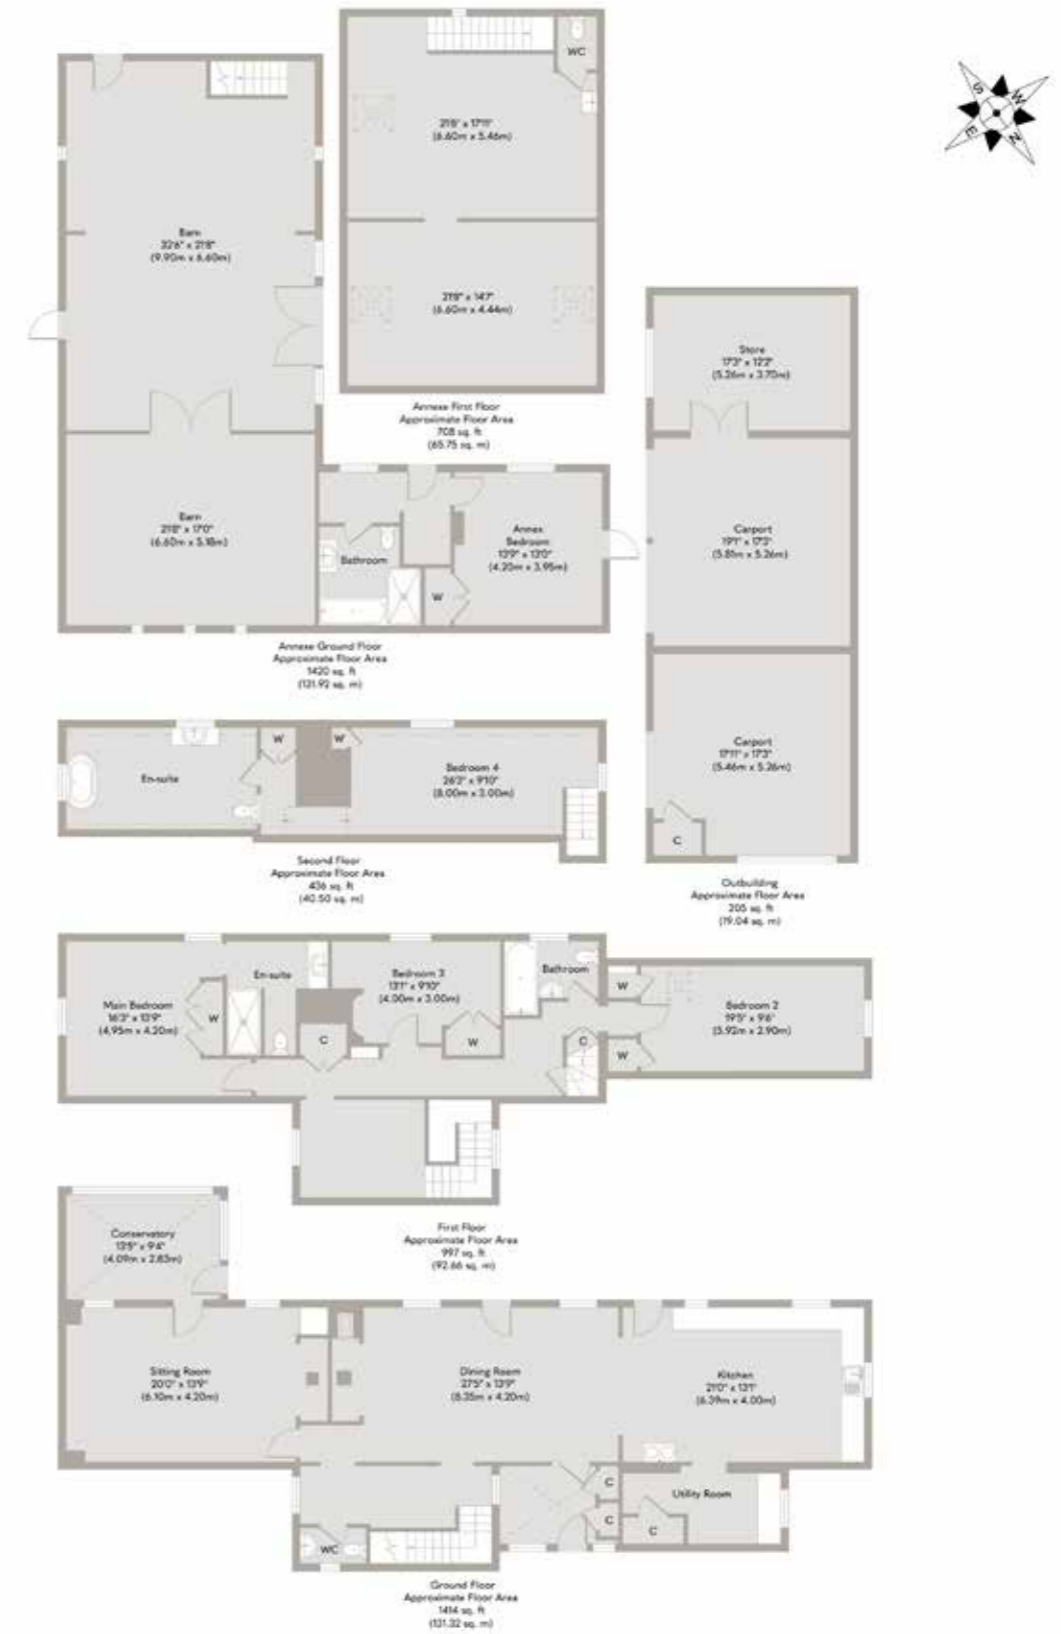 WC
21'8" x 17'11"
(6.60m x 5.46m)
S
W
E
N
Barn
32'6" x 21'8"
(9.90m x 6.60m)
21'8" x 14'7"
(6.60m x 4.44m)
Annexe First Floor
Approximate Floor Area
708 sq. ft
(65.75 sq. m)
Store
17'3" x 12'2"
(5.26m x 3.70m)
Barn
21'8" x 17'0"
(6.60m x 5.18m)
Bathroom
W
Annex
Bedroom
13'9" x 13'0"
(4.20m x 3.95m)
Carport
19'1" x 17'3"
(5.81m x 5.26m)
Annexe Ground Floor
Approximate Floor Area
1420 sq. ft
(131.92 sq. m)
Carport
17'11" x 17'3"
(5.46m x 5.26m)
C
En-suite
W
W
Bedroom 4
26'3" x 9'10"
(8.00m x 3.00m)
Second Floor
Approximate Floor Area
436 sq. ft
(40.50 sq. m)
Outbuilding
Approximate Floor Area
205 sq. ft
(19.04 sq. m)
Main Bedroom
16'3" x 13'9"
(4.95m x 4.20m)
W
En-suite
C
Bedroom 3
13'1" x 9'10"
(4.00m x 3.00m)
W
Bathroom
C
W
W
Bedroom 2
19'5" x 9'6"
(5.92m x 2.90m)
First Floor
Approximate Floor Area
997 sq. ft
(92.66 sq. m)
Conservatory
13'5" x 9'4"
(4.09m x 2.83m)
Sitting Room
20'0" x 13'9"
(6.10m x 4.20m)
Dining Room
27'5" x 13'9"
(8.35m x 4.20m)
Kitchen
21'0" x 13'1"
(6.39m x 4.00m)
WC
C
C
Utility Room
C
Ground Floor
Approximate Floor Area
1414 sq. ft
(131.32 sq. m)